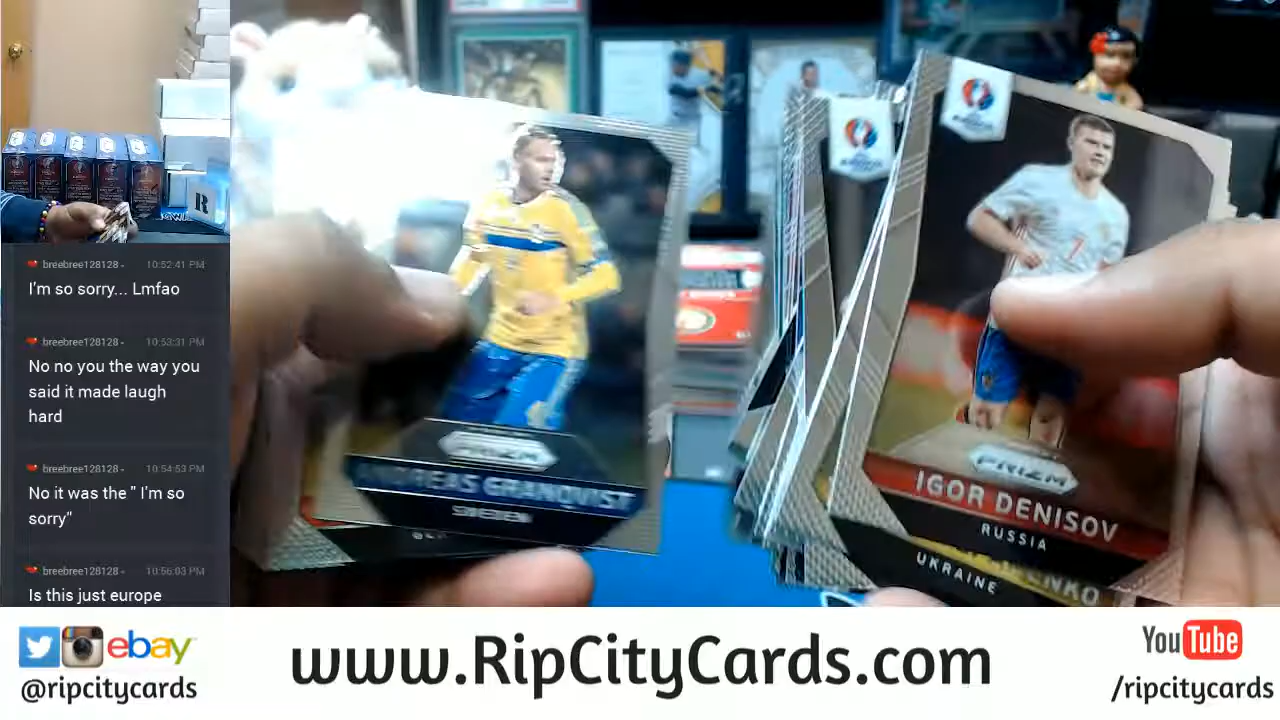 breebree128128 - 10:52:41 PM
I'm so sorry... Lmfao
breebree128128 - 10:53:31 PM
No no you the way you
said it made laugh
hard
breebree128128 - 10:54:53 PM
No it was the " I'm so
sorry"
breebree128128 - 10:56:03 PM
Is this just europe
PRIZM
ANDREAS GRANQVIST
SWEDEN
PRIZM
IGOR DENISOV
RUSSIA
UKRAINE
7
R
ebay
@ripcitycards
www.RipCityCards.com
YouTube
/ripcitycards